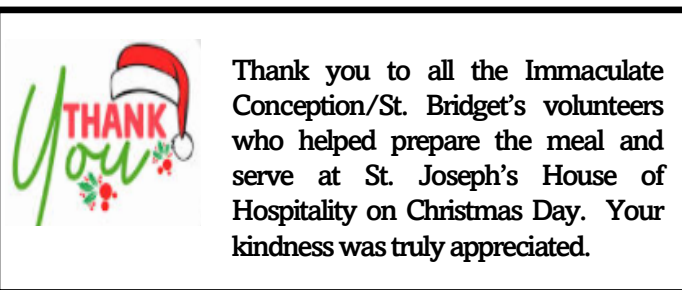 THANK
You
Thank you to all the Immaculate
Conception/St. Bridget's volunteers
who helped prepare the meal and
serve at St. Joseph's House of
Hospitality on Christmas Day.  Your
kindness was truly appreciated.